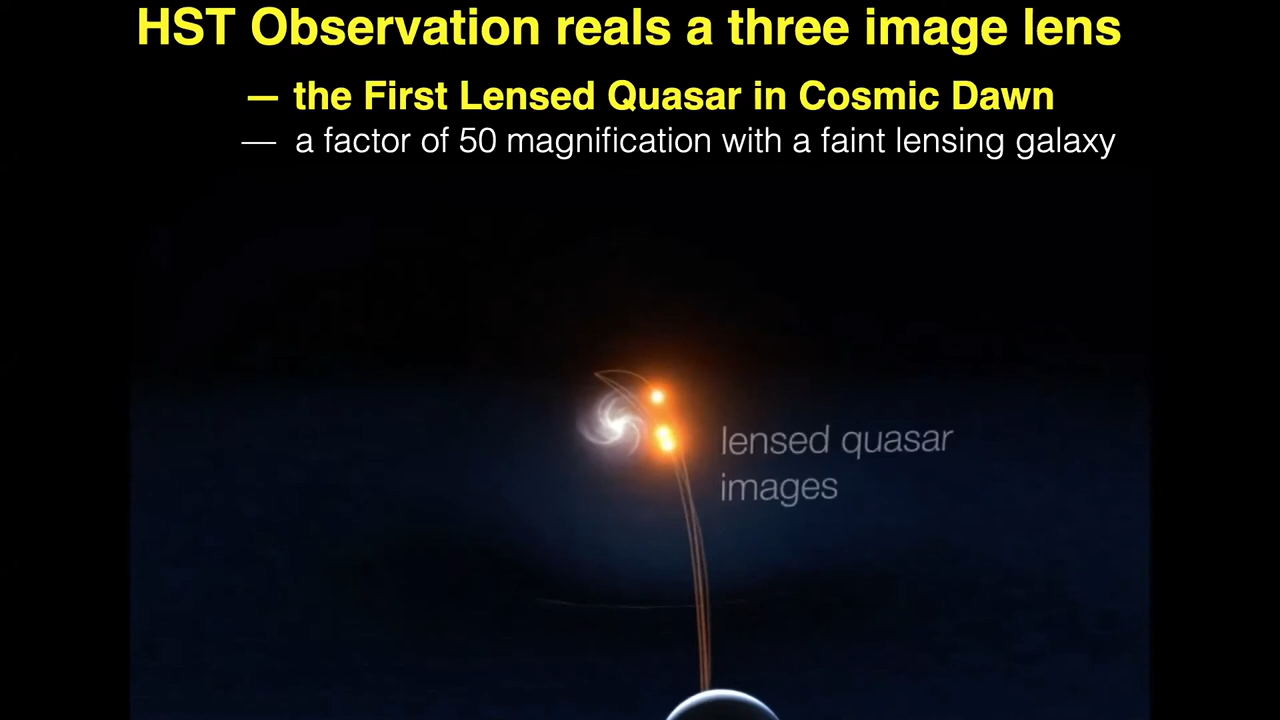 HST Observation reals a three image lens
— the First Lensed Quasar in Cosmic Dawn
— a factor of 50 magnification with a faint lensing galaxy
lensed quasar
images